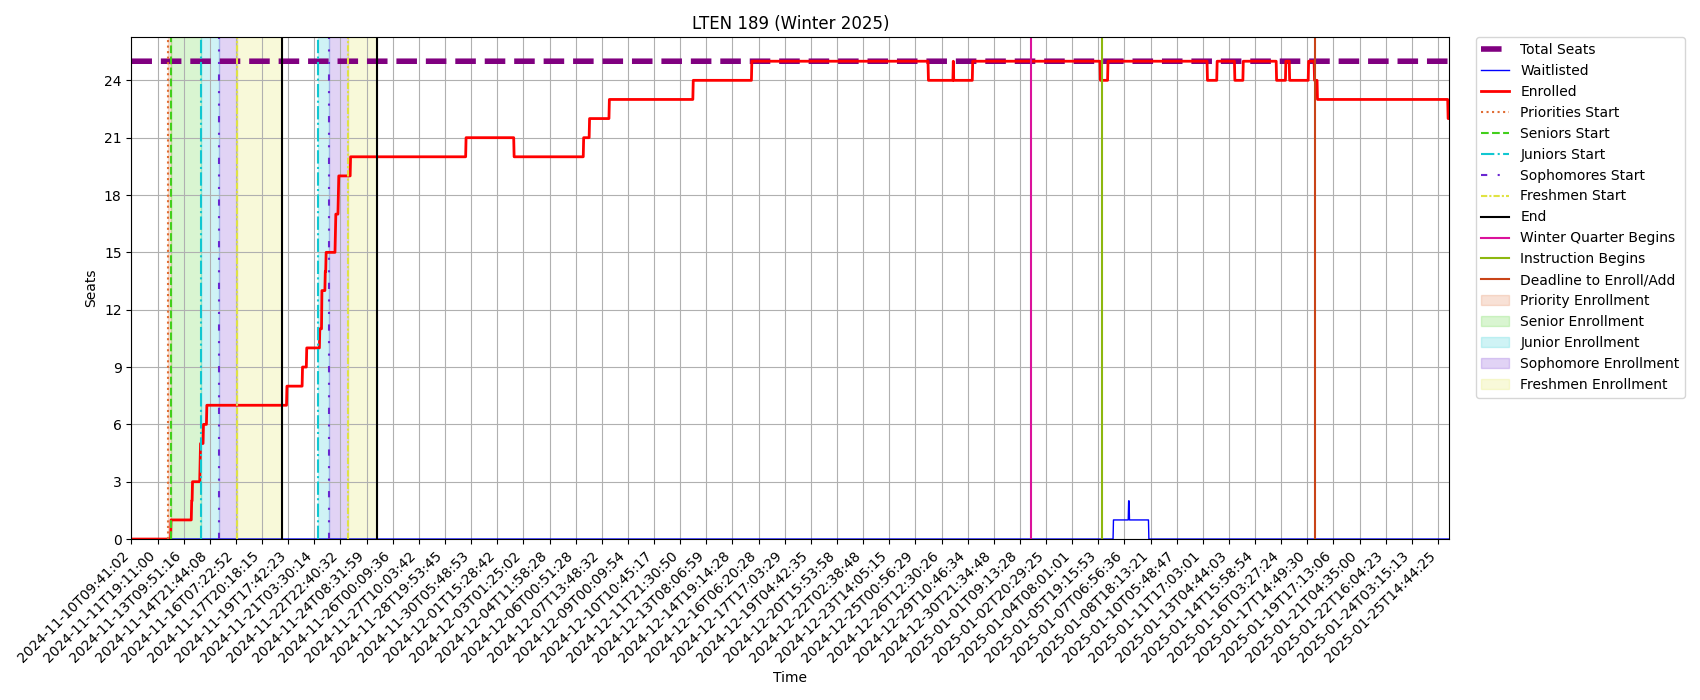 LTEN 189 (Winter 2025)
Seats
24
21
18
15
12
9
6
3
0
2024-11-10T09:41:02
2024-11-11T19:11:00
2024-11-13T09:51:16
2024-11-14T21:44:08
2024-11-16T07:22:52
2024-11-17T20:18:15
2024-11-19T17:42:23
2024-11-21T03:30:14
2024-11-22T22:40:32
2024-11-24T08:31:59
2024-11-26T00:09:36
2024-11-27T10:03:42
2024-11-28T19:53:45
2024-11-30T05:48:53
2024-12-01T15:28:42
2024-12-03T01:25:02
2024-12-04T11:58:28
2024-12-06T00:51:28
2024-12-07T13:48:32
2024-12-09T00:09:54
2024-12-10T10:45:17
2024-12-11T21:30:50
2024-12-13T08:06:59
2024-12-14T19:14:28
2024-12-16T06:20:28
2024-12-17T17:03:29
2024-12-19T04:42:35
2024-12-20T15:53:58
2024-12-22T02:38:48
2024-12-23T14:05:15
2024-12-25T00:56:29
2024-12-26T12:30:26
2024-12-29T10:46:34
2024-12-30T21:34:48
2025-01-01T09:13:28
2025-01-02T20:29:25
2025-01-04T08:01:01
2025-01-05T19:15:53
2025-01-07T06:56:36
2025-01-08T18:13:21
2025-01-10T05:48:47
2025-01-11T17:03:01
2025-01-13T04:44:03
2025-01-14T15:58:54
2025-01-16T03:27:24
2025-01-17T14:49:30
2025-01-19T17:13:06
2025-01-21T04:35:00
2025-01-22T16:04:23
2025-01-24T03:15:13
2025-01-25T14:44:25
Time
Total Seats
Waitlisted
Enrolled
Priorities Start
Seniors Start
Juniors Start
Sophomores Start
Freshmen Start
End
Winter Quarter Begins
Instruction Begins
Deadline to Enroll/Add
Priority Enrollment
Senior Enrollment
Junior Enrollment
Sophomore Enrollment
Freshmen Enrollment